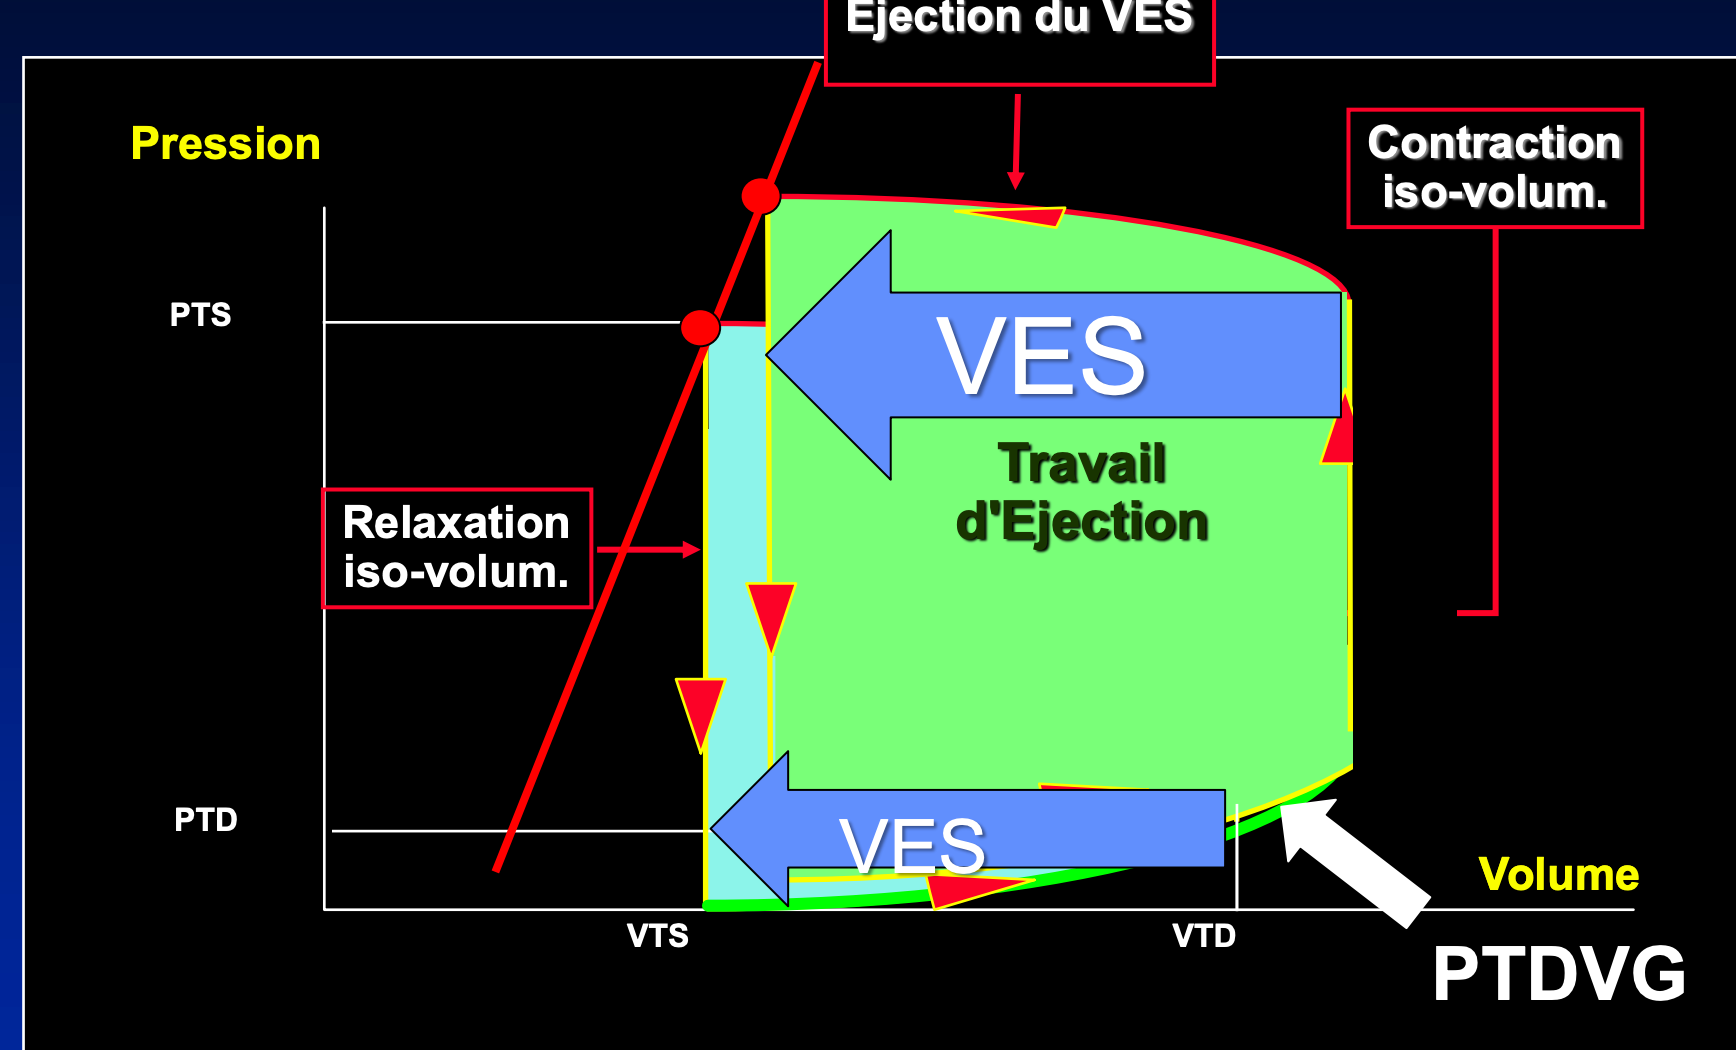 Ejection du VES
Pression
Contraction
iso-volum.
PTS
VES
Travail
d'Ejection
Relaxation
iso-volum.
PTD
VES
Volume
VTS
VTD
PTDVG